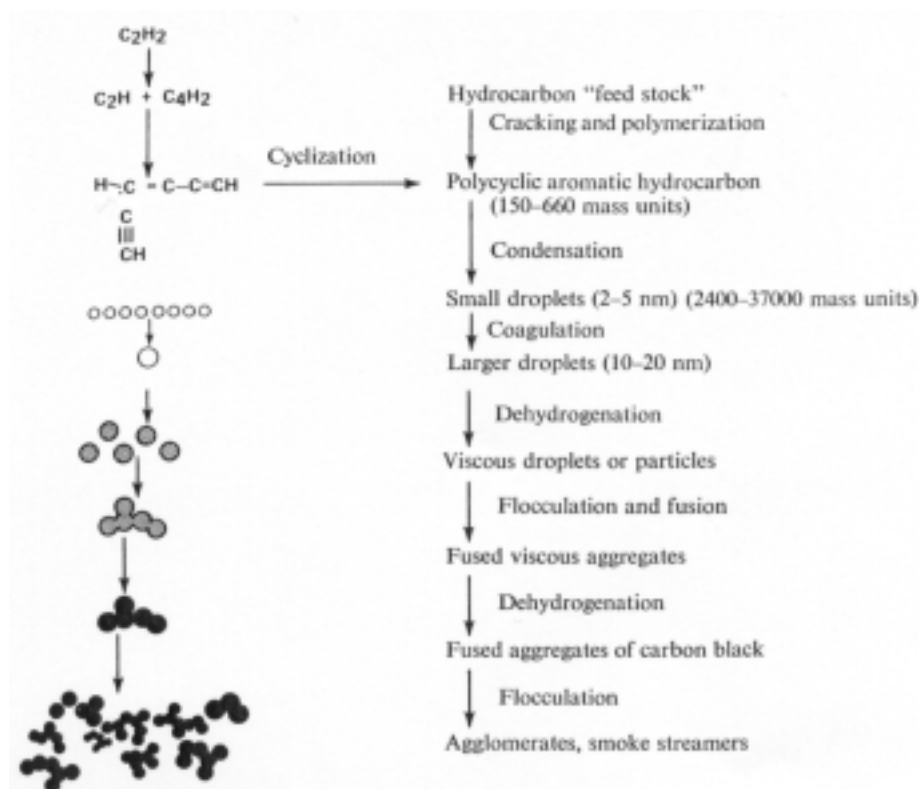 C2H2
C2H + C4H2
H-:C = C-C=CH
C
|||
CH
Cyclization
Hydrocarbon “feed stock”
Cracking and polymerization
Polycyclic aromatic hydrocarbon
(150–660 mass units)
Condensation
Small droplets (2–5 nm) (2400–37000 mass units)
Coagulation
Larger droplets (10–20 nm)
Dehydrogenation
Viscous droplets or particles
Flocculation and fusion
Fused viscous aggregates
Dehydrogenation
Fused aggregates of carbon black
Flocculation
Agglomerates, smoke streamers